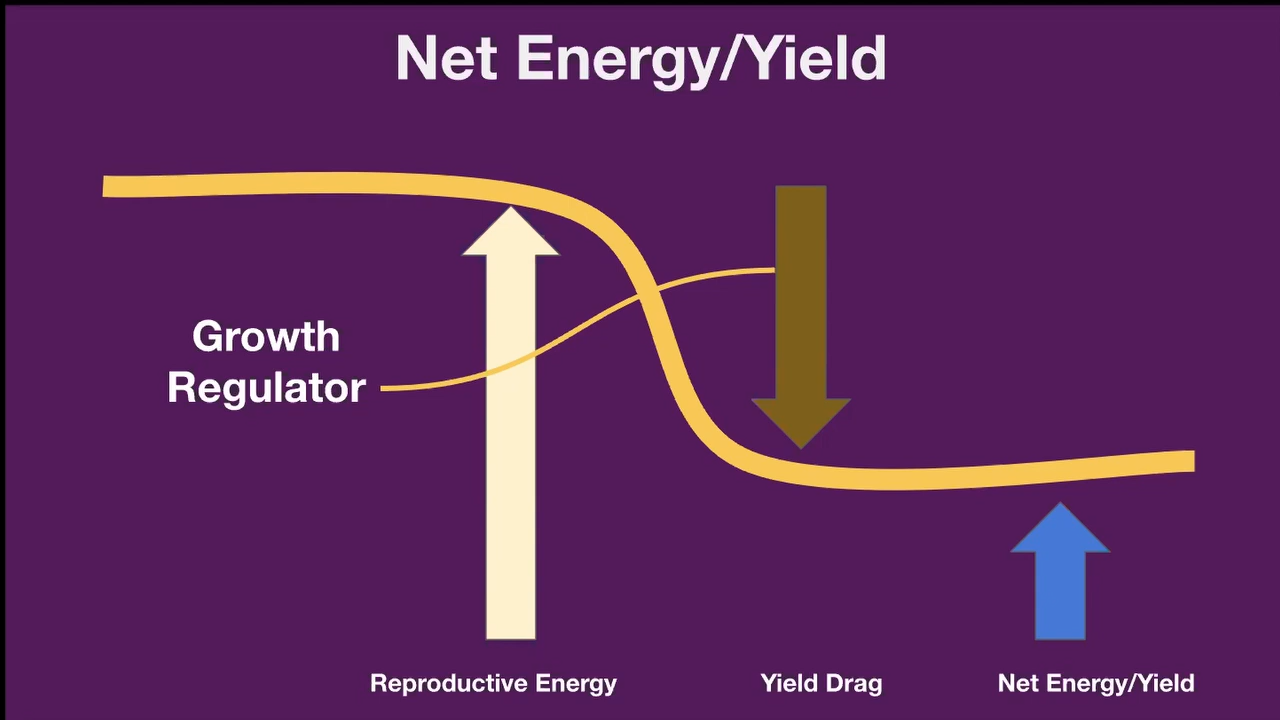 Net Energy/Yield
Growth
Regulator
Reproductive Energy
Yield Drag
Net Energy/Yield